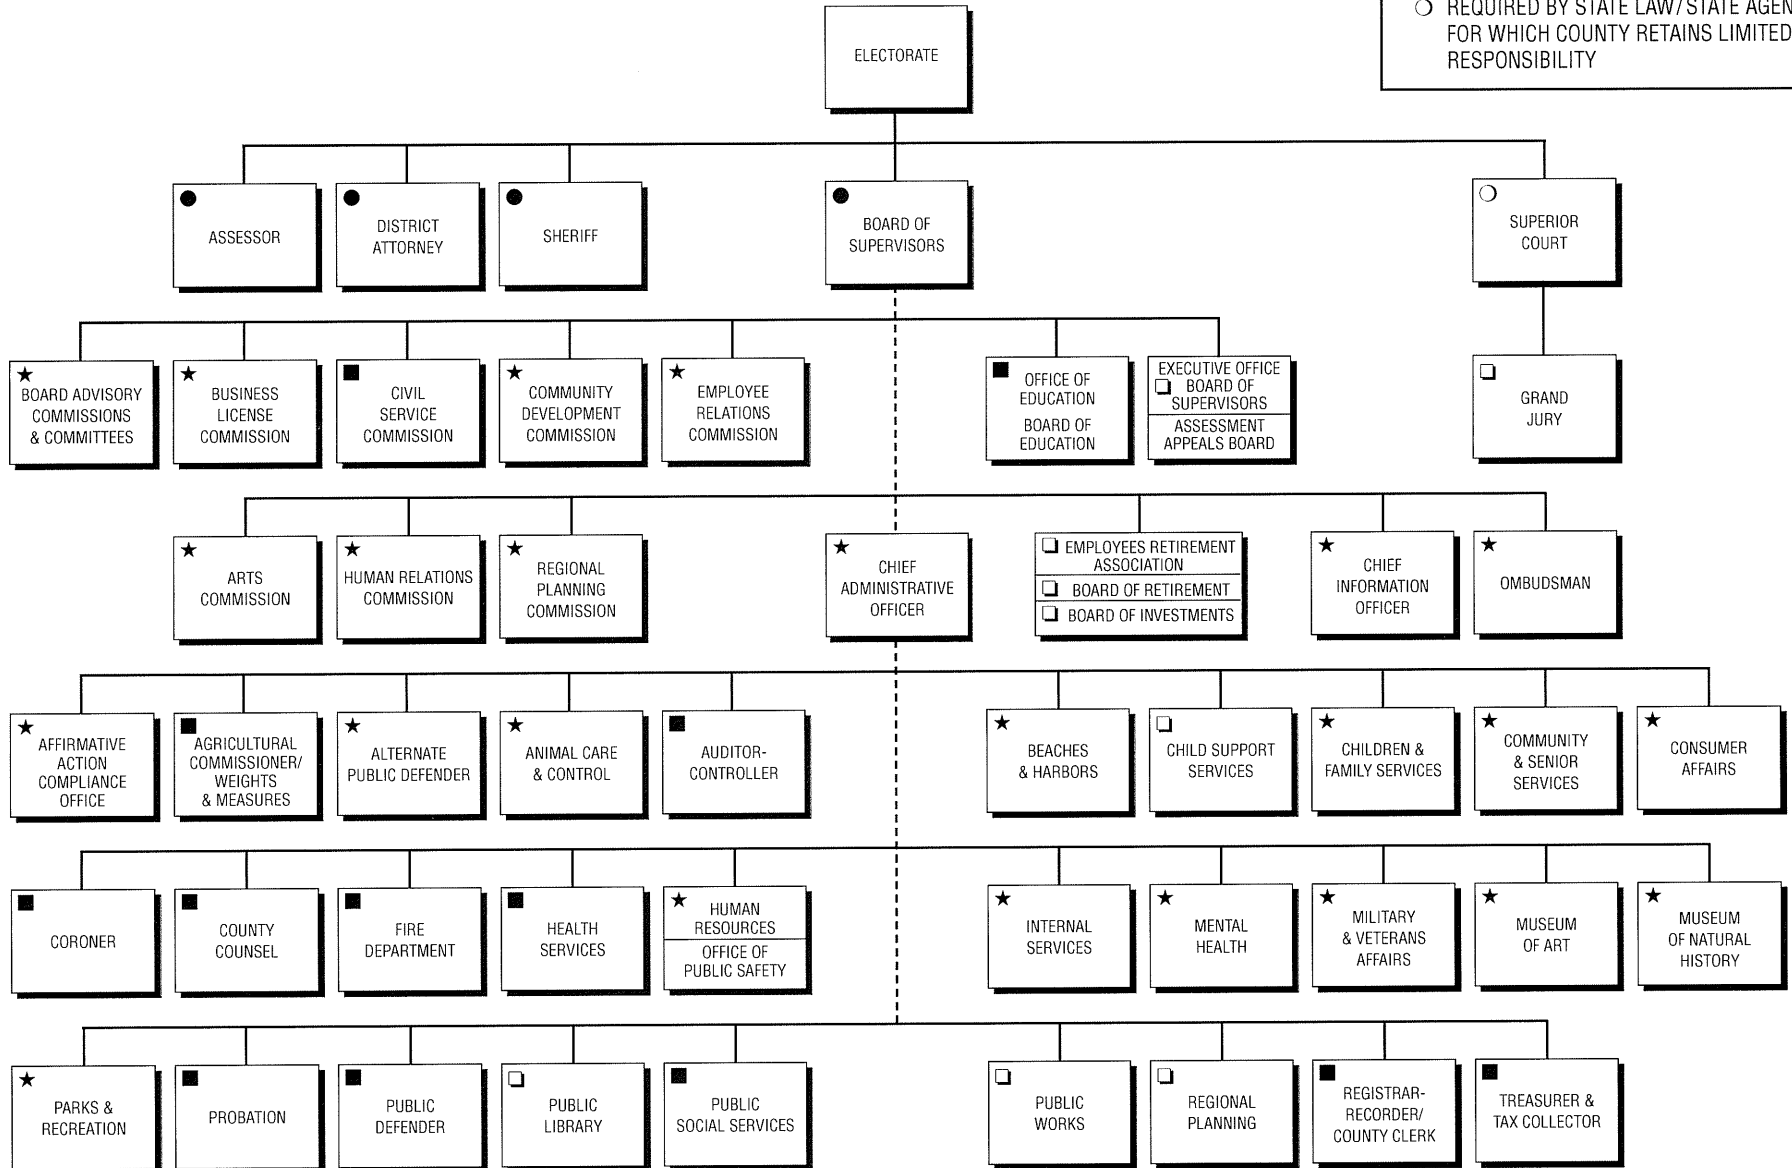 REQUIRED BY STATE LAW/STATE AGEN
FOR WHICH COUNTY RETAINS LIMITED
RESPONSIBILITY
ELECTORATE
ASSESSOR
DISTRICT
ATTORNEY
SHERIFF
BOARD OF
SUPERVISORS
SUPERIOR
COURT
BOARD ADVISORY
COMMISSIONS
& COMMITTEES
BUSINESS
LICENSE
COMMISSION
CIVIL
SERVICE
COMMISSION
COMMUNITY
DEVELOPMENT
COMMISSION
EMPLOYEE
RELATIONS
COMMISSION
OFFICE OF
EDUCATION
BOARD OF
EDUCATION
EXECUTIVE OFFICE
BOARD OF
SUPERVISORS
ASSESSMENT
APPEALS BOARD
GRAND
JURY
ARTS
COMMISSION
HUMAN RELATIONS
COMMISSION
REGIONAL
PLANNING
COMMISSION
CHIEF
ADMINISTRATIVE
OFFICER
EMPLOYEES RETIREMENT
ASSOCIATION
BOARD OF RETIREMENT
BOARD OF INVESTMENTS
CHIEF
INFORMATION
OFFICER
OMBUDSMAN
AFFIRMATIVE
ACTION
COMPLIANCE
OFFICE
AGRICULTURAL
COMMISSIONER/
WEIGHTS
& MEASURES
ALTERNATE
PUBLIC DEFENDER
ANIMAL CARE
& CONTROL
AUDITOR-
CONTROLLER
BEACHES
& HARBORS
CHILD SUPPORT
SERVICES
CHILDREN &
FAMILY SERVICES
COMMUNITY
& SENIOR
SERVICES
CONSUMER
AFFAIRS
CORONER
COUNTY
COUNSEL
FIRE
DEPARTMENT
HEALTH
SERVICES
HUMAN
RESOURCES
OFFICE OF
PUBLIC SAFETY
INTERNAL
SERVICES
MENTAL
HEALTH
MILITARY
& VETERANS
AFFAIRS
MUSEUM
OF ART
MUSEUM
OF NATURAL
HISTORY
PARKS &
RECREATION
PROBATION
PUBLIC
DEFENDER
PUBLIC
LIBRARY
PUBLIC
SOCIAL SERVICES
PUBLIC
WORKS
REGIONAL
PLANNING
REGISTRAR-
RECORDER/
COUNTY CLERK
TREASURER &
TAX COLLECTOR